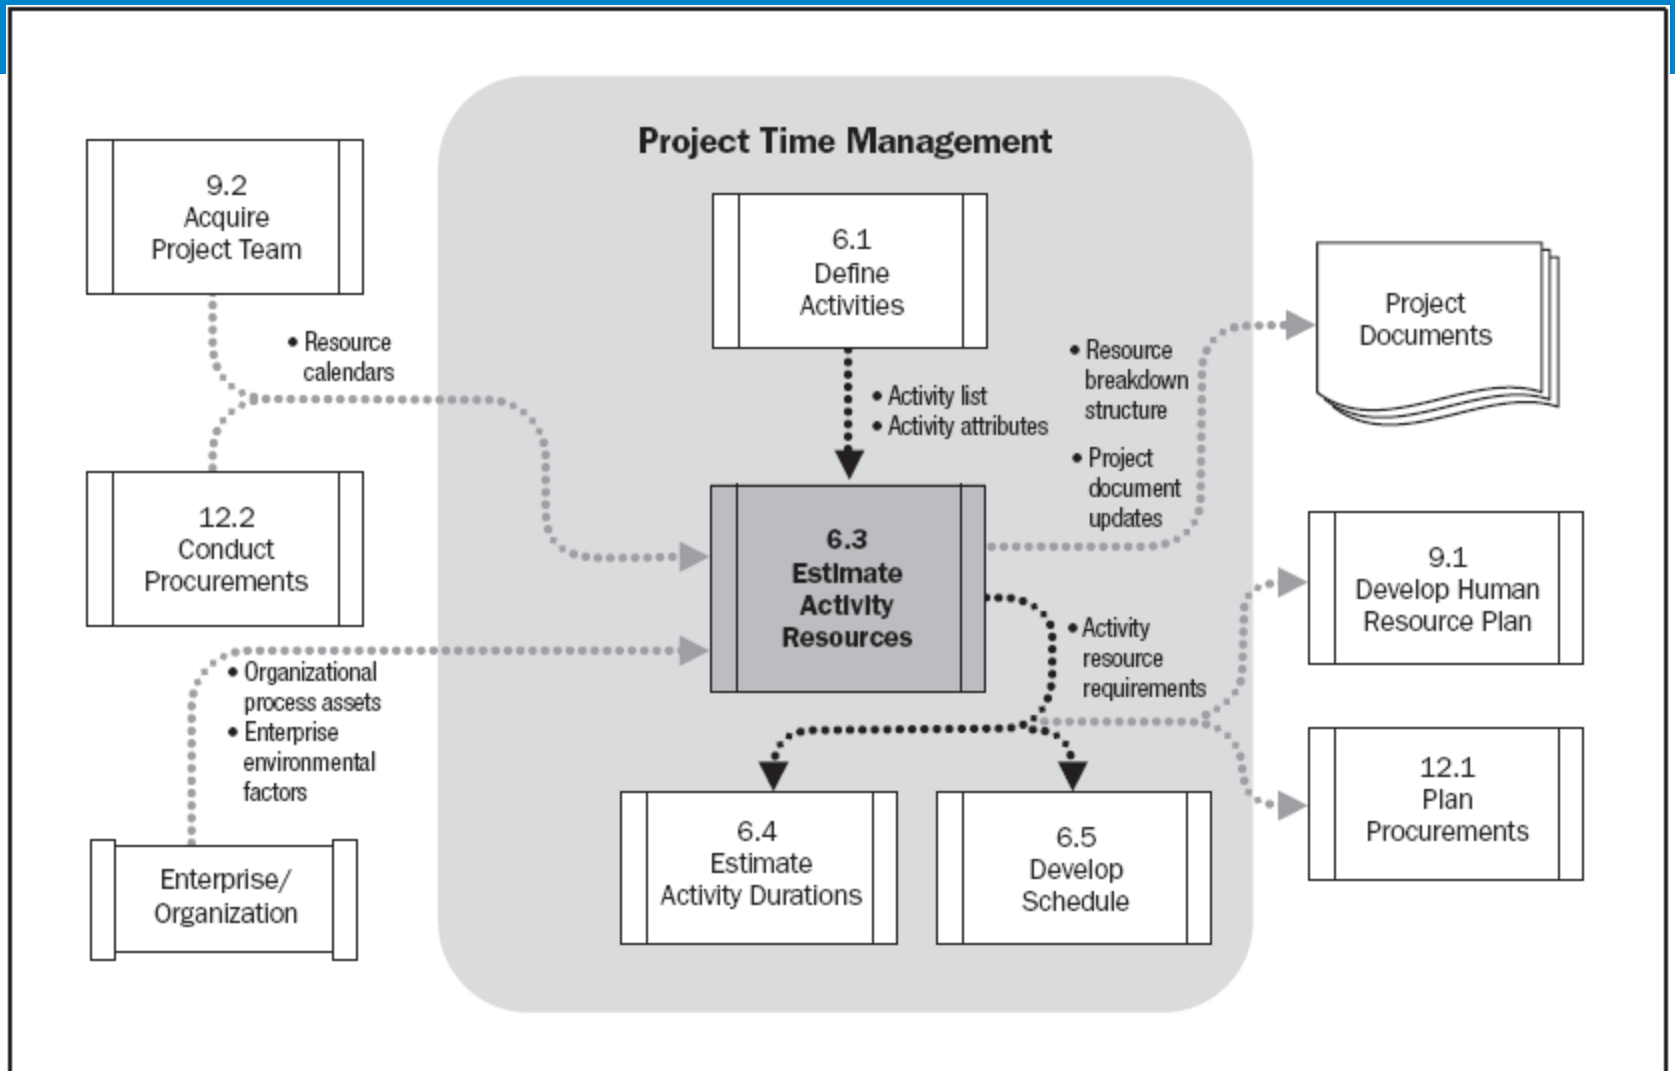 Project Time Management
9.2
Acquire
Project Team
• Resource
calendars
12.2
Conduct
Procurements
• Organizational
process assets
• Enterprise
environmental
factors
Enterprise/
Organization
6.1
Define
Activities
• Activity list
• Activity attributes
6.3
Estimate
Activity
Resources
• Resource
breakdown
structure
• Project
document
updates
• Activity
resource
requirements
6.4
Estimate
Activity Durations
6.5
Develop
Schedule
Project
Documents
9.1
Develop Human
Resource Plan
12.1
Plan
Procurements